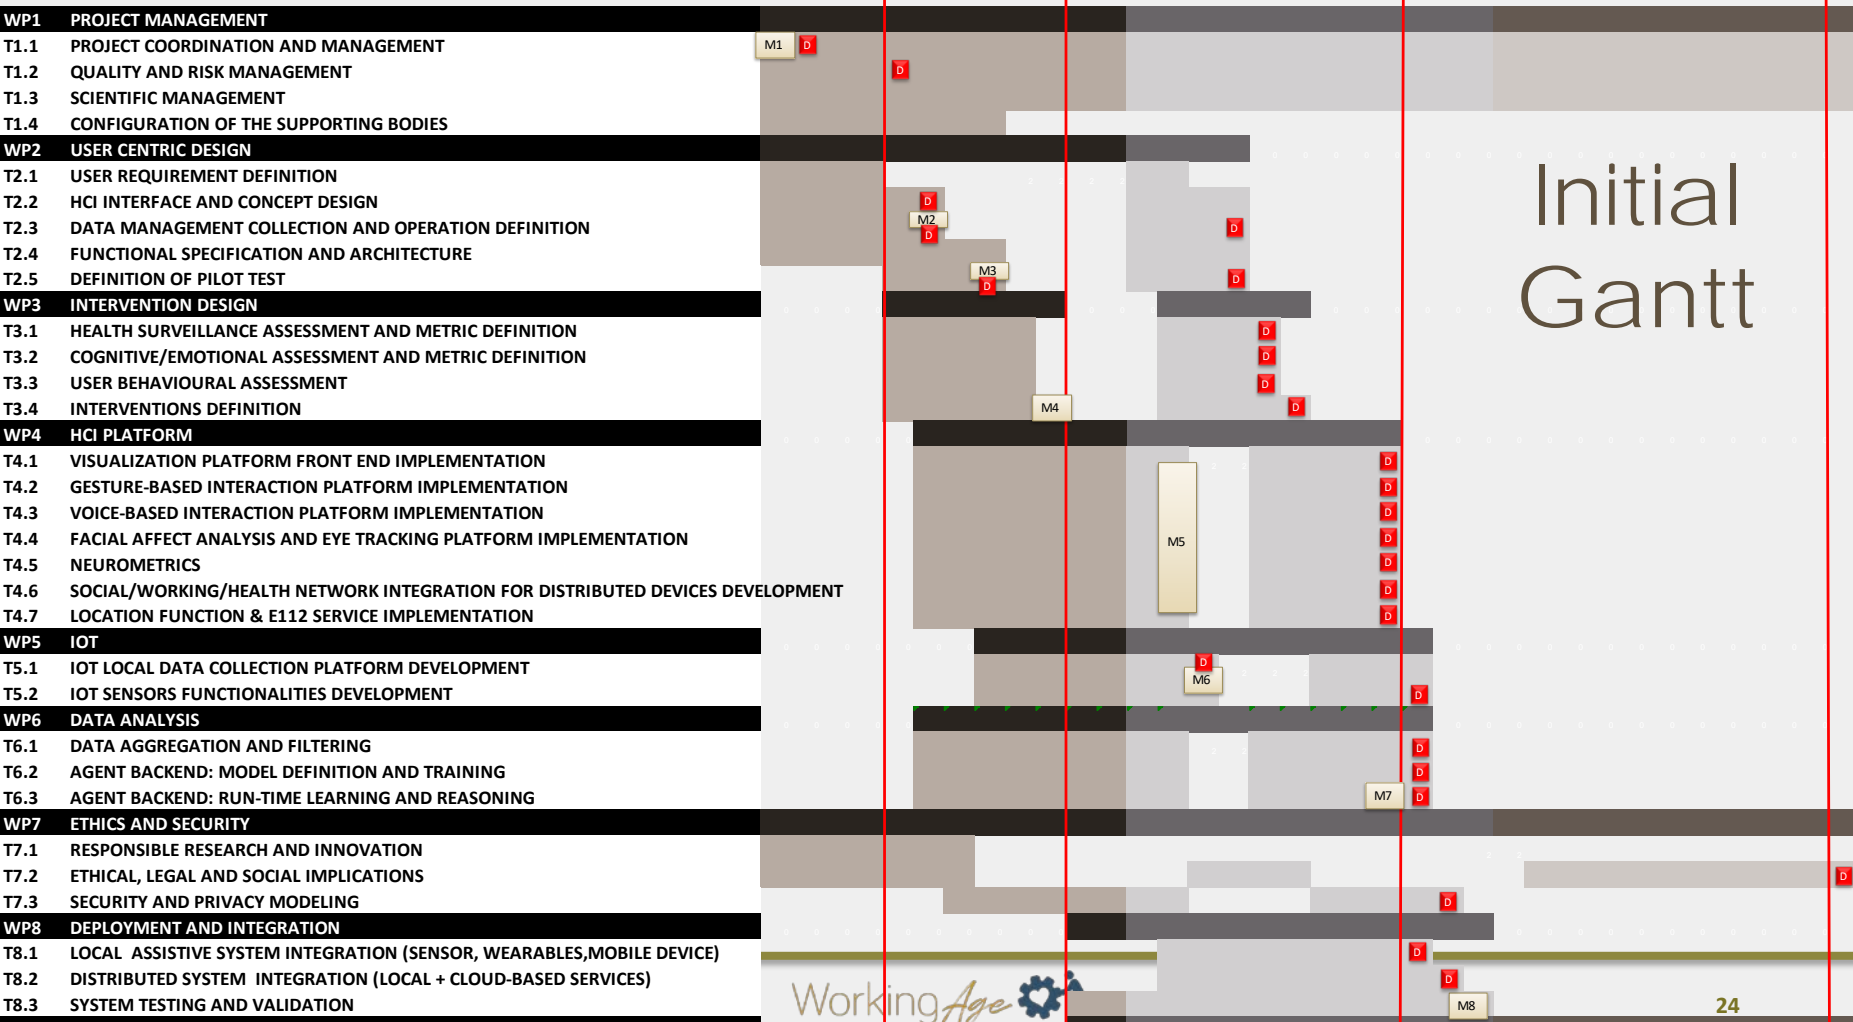 WP1 PROJECT MANAGEMENT
T1.1 PROJECT COORDINATION AND MANAGEMENT M1 D
T1.2 QUALITY AND RISK MANAGEMENT D
T1.3 SCIENTIFIC MANAGEMENT
T1.4 CONFIGURATION OF THE SUPPORTING BODIES
WP2 USER CENTRIC DESIGN
T2.1 USER REQUIREMENT DEFINITION
T2.2 HCI INTERFACE AND CONCEPT DESIGN D
M2
T2.3 DATA MANAGEMENT COLLECTION AND OPERATION DEFINITION D D
T2.4 FUNCTIONAL SPECIFICATION AND ARCHITECTURE
M3
T2.5 DEFINITION OF PILOT TEST D D
Initial
Gantt
WP3 INTERVENTION DESIGN
T3.1 HEALTH SURVEILLANCE ASSESSMENT AND METRIC DEFINITION D
T3.2 COGNITIVE/EMOTIONAL ASSESSMENT AND METRIC DEFINITION D
T3.3 USER BEHAVIOURAL ASSESSMENT D
T3.4 INTERVENTIONS DEFINITION M4 D
WP4 HCI PLATFORM
T4.1 VISUALIZATION PLATFORM FRONT END IMPLEMENTATION D
T4.2 GESTURE-BASED INTERACTION PLATFORM IMPLEMENTATION D
T4.3 VOICE-BASED INTERACTION PLATFORM IMPLEMENTATION D
T4.4 FACIAL AFFECT ANALYSIS AND EYE TRACKING PLATFORM IMPLEMENTATION M5 D
T4.5 NEUROMETRICS D
T4.6 SOCIAL/WORKING/HEALTH NETWORK INTEGRATION FOR DISTRIBUTED DEVICES DEVELOPMENT D
T4.7 LOCATION FUNCTION & E112 SERVICE IMPLEMENTATION D
WP5 IOT
T5.1 IOT LOCAL DATA COLLECTION PLATFORM DEVELOPMENT D
M6
T5.2 IOT SENSORS FUNCTIONALITIES DEVELOPMENT D
WP6 DATA ANALYSIS
T6.1 DATA AGGREGATION AND FILTERING D
T6.2 AGENT BACKEND: MODEL DEFINITION AND TRAINING D
T6.3 AGENT BACKEND: RUN-TIME LEARNING AND REASONING M7 D
WP7 ETHICS AND SECURITY
T7.1 RESPONSIBLE RESEARCH AND INNOVATION
T7.2 ETHICAL, LEGAL AND SOCIAL IMPLICATIONS D
T7.3 SECURITY AND PRIVACY MODELING D
WP8 DEPLOYMENT AND INTEGRATION
T8.1 LOCAL ASSISTIVE SYSTEM INTEGRATION (SENSOR, WEARABLES,MOBILE DEVICE) D
T8.2 DISTRIBUTED SYSTEM INTEGRATION (LOCAL + CLOUD-BASED SERVICES) D
T8.3 SYSTEM TESTING AND VALIDATION M8
Working Age
24